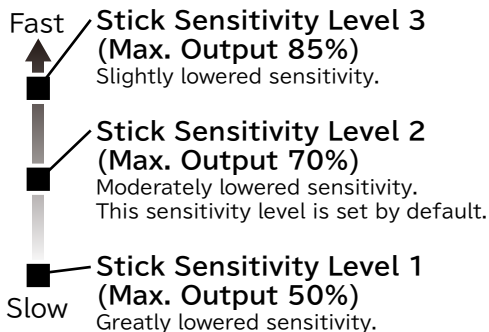 Fast
Stick Sensitivity Level 3
(Max. Output 85%)
Slightly lowered sensitivity.
Stick Sensitivity Level 2
(Max. Output 70%)
Moderately lowered sensitivity.
This sensitivity level is set by default.
Stick Sensitivity Level 1
(Max. Output 50%)
Slow
Greatly lowered sensitivity.